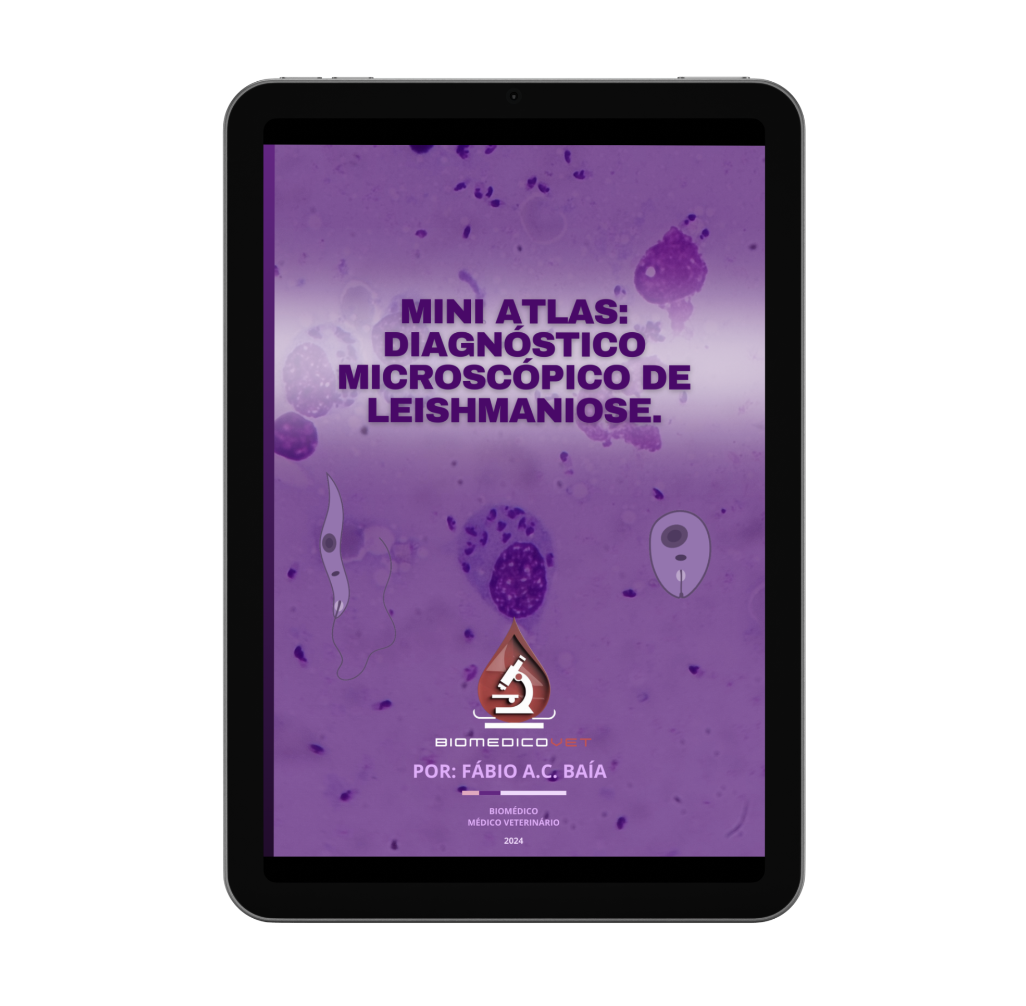 MINI ATLAS:
DIAGNÓSTICO
MICROSCÓPICO DE
LEISHMANIOSE.
BIOMEDICOVET
POR: FÁBIO A.C. BAÍA
BIOMÉDICO
MÉDICO VETERINÁRIO
2024